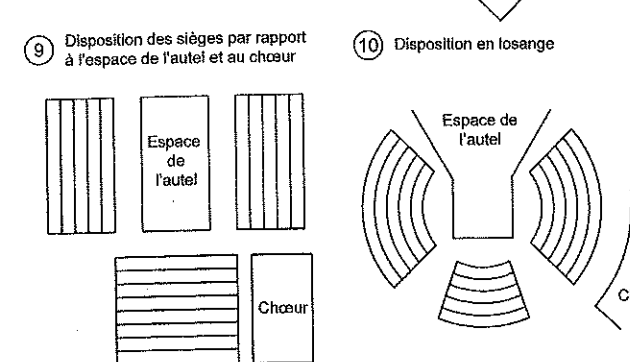 9 Disposition des sièges par rapport
à l'espace de l'autel et au chœur
10 Disposition en losange
Espace
de
l'autel
Chœur
Espace de
l'autel
C